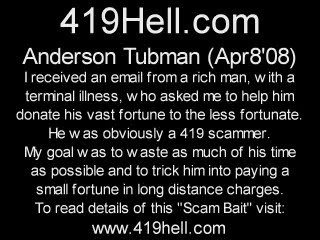 419Hell.com
Anderson Tubman (Apr8'08)
I received an email from a rich man, with a
terminal illness, who asked me to help him
donate his vast fortune to the less fortunate.
He was obviously a 419 scammer.
My goal was to waste as much of his time
as possible and to trick him into paying a
small fortune in long distance charges.
To read details of this "Scam Bait" visit:
www.419hell.com